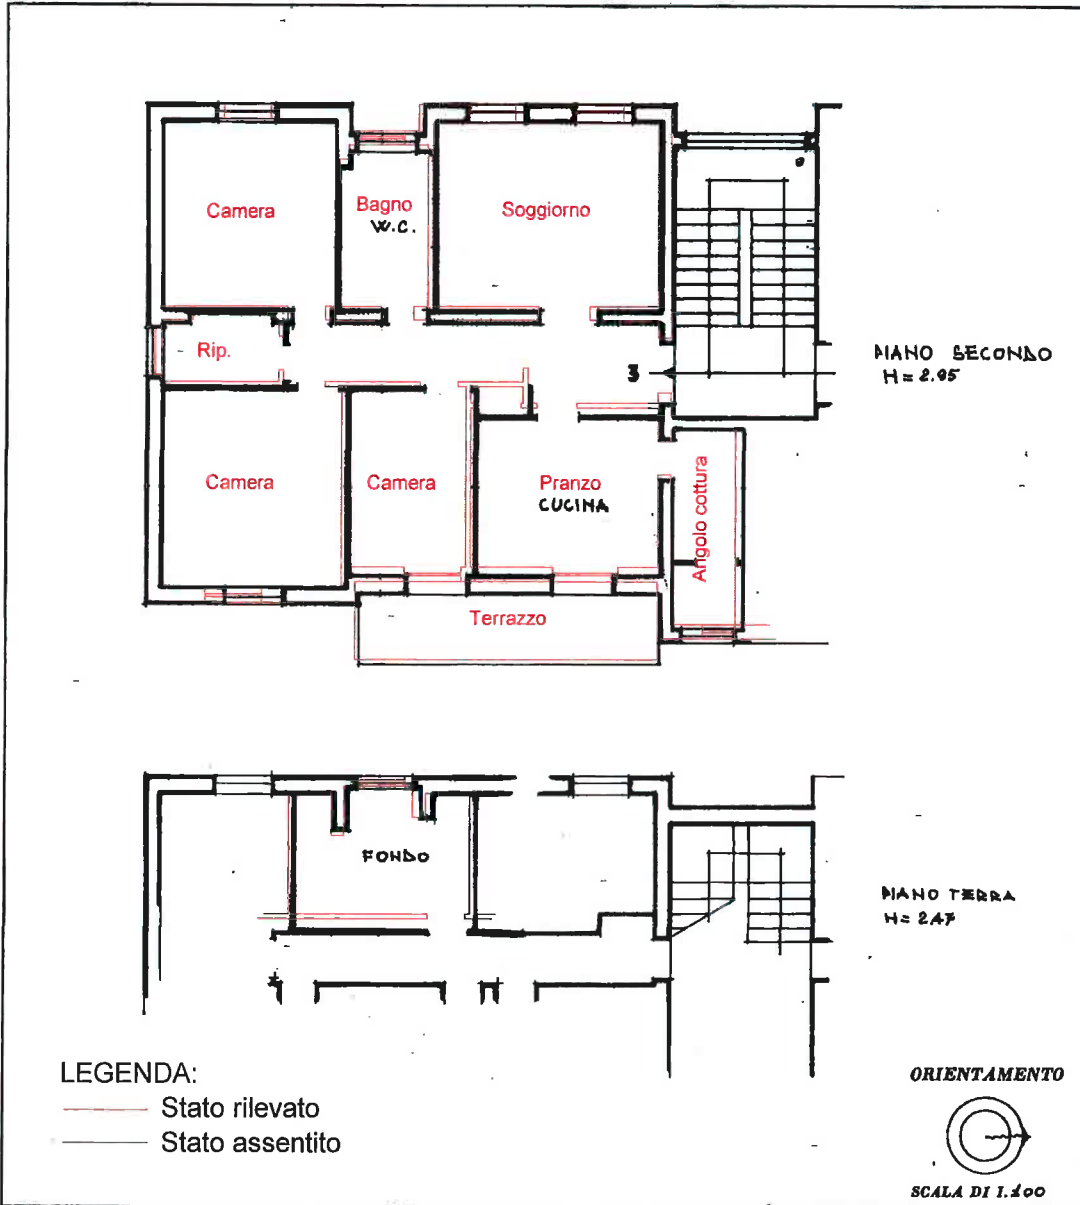 Camera
Bagno
W.C.
Soggiorno
Rip.
3
PIANO SECONDO
H = 2.95
Camera
Camera
Pranzo
CUCINA
Angolo cottura
Terrazzo
FONDO
PIANO TERRA
H = 2.47
LEGENDA:
Stato rilevato
Stato assentito
ORIENTAMENTO
SCALA DI 1.200